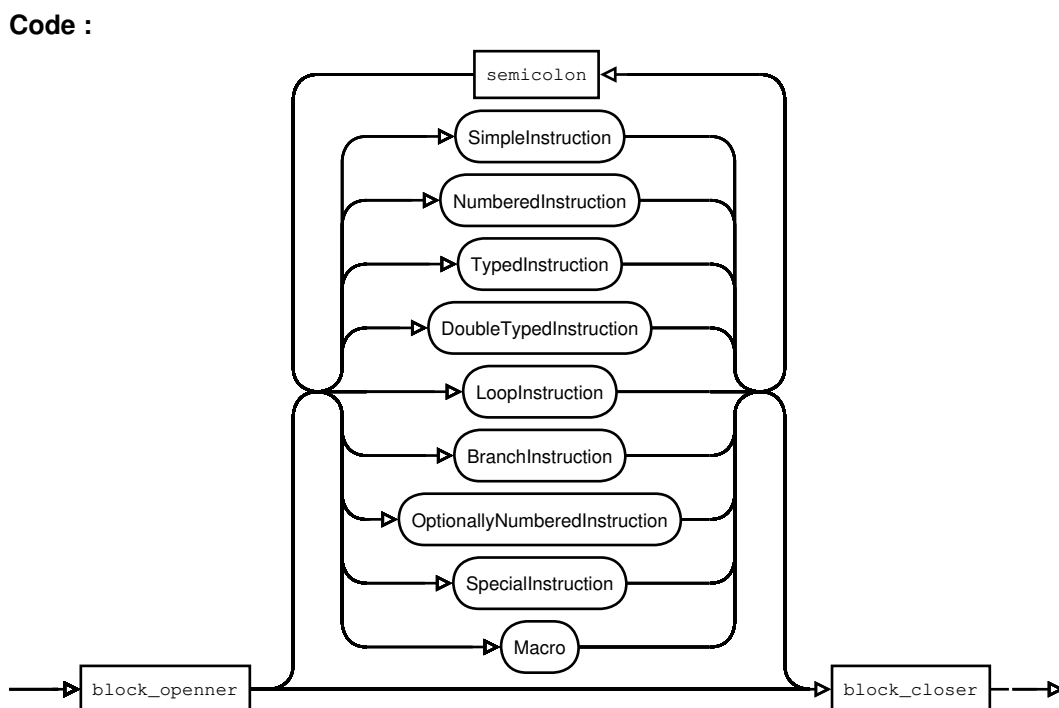 Code :
semicolon
SimpleInstruction
NumberedInstruction
TypedInstruction
DoubleTypedInstruction
LoopInstruction
BranchInstruction
OptionallyNumberedInstruction
SpecialInstruction
Macro
block_openner block_closer